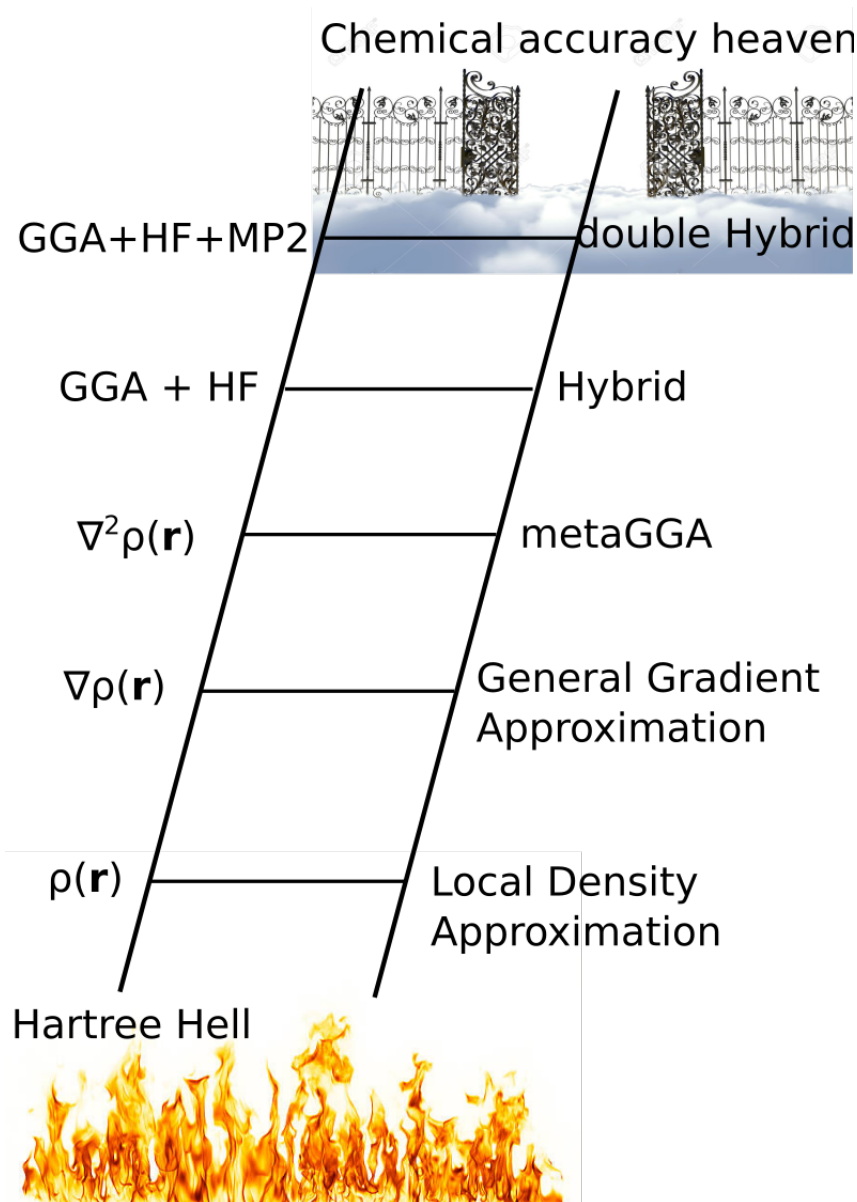 Chemical accuracy heaven
GGA+HF+MP2
double Hybrid
GGA + HF
Hybrid
∇²ρ(r)
metaGGA
∇ρ(r)
General Gradient
Approximation
ρ(r)
Local Density
Approximation
Hartree Hell